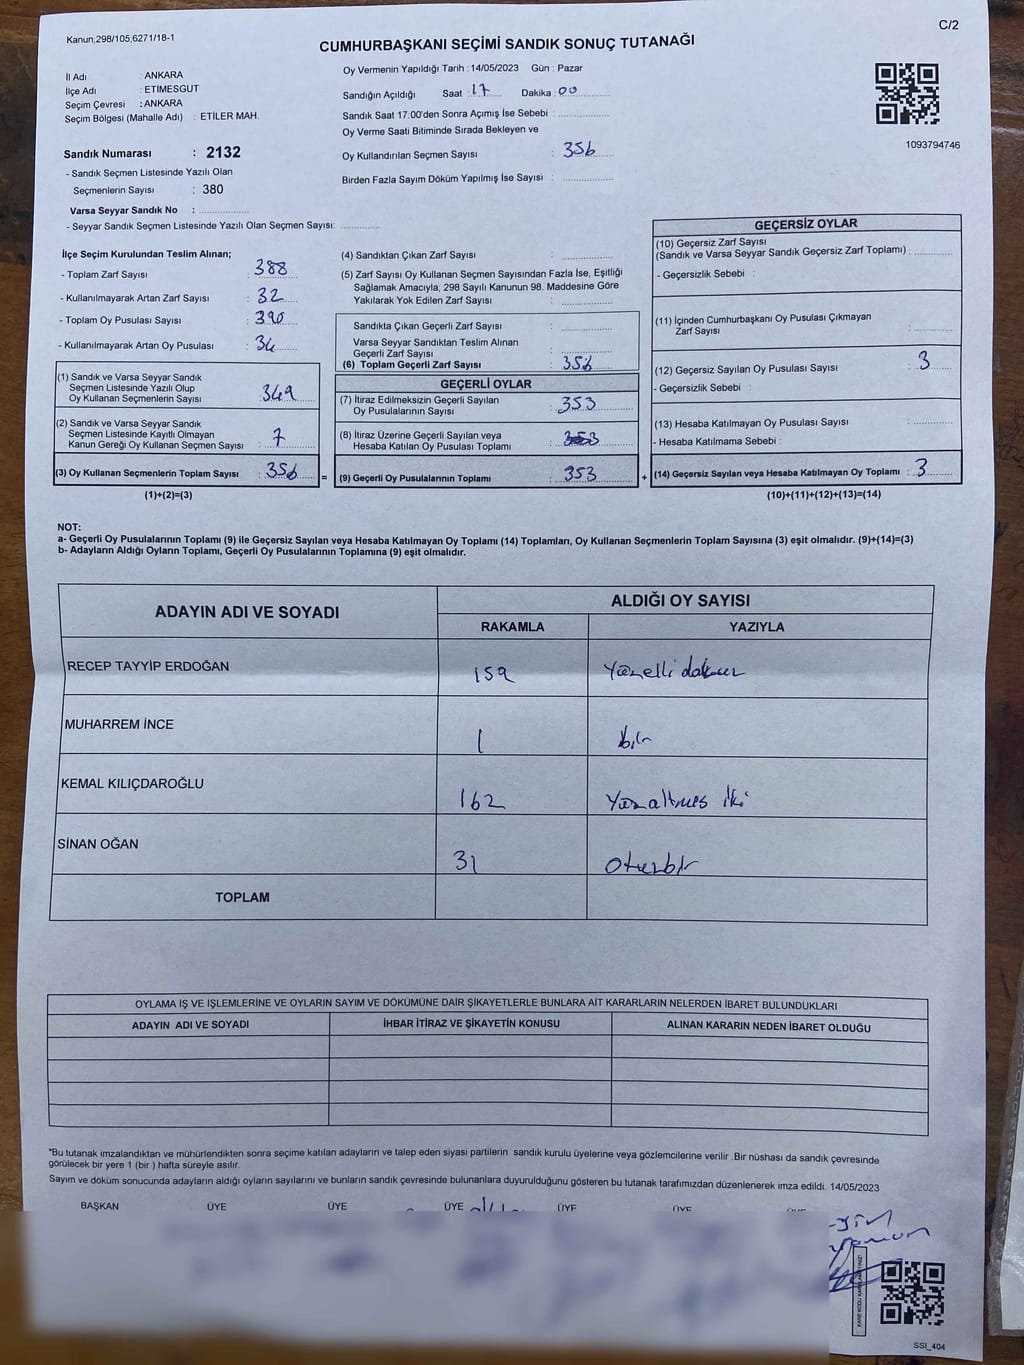 Kanun,298/105,6271/18-1
C/2
CUMHURBAŞKANI SEÇİMİ SANDIK SONUÇ TUTANAĞI
İl Adı : ANKARA
İlçe Adı : ETİMESGUT
Seçim Çevresi : ANKARA
Seçim Bölgesi (Mahalle Adı) : ETİLER MAH.
Oy Vermenin Yapıldığı Tarih : 14/05/2023 Gün : Pazar
Sandığın Açıldığı Saat : 17 Dakika : 00
Sandık Saat 17.00'den Sonra Açımış İse Sebebi :
Oy Verme Saati Bitiminde Sırada Bekleyen ve
Oy Kullandırılan Seçmen Sayısı : 356
Birden Fazla Sayım Döküm Yapılmış İse Sayısı :
1093794746
Sandık Numarası : 2132
- Sandık Seçmen Listesinde Yazılı Olan
Seçmenlerin Sayısı : 380
Varsa Seyyar Sandık No :
- Seyyar Sandık Seçmen Listesinde Yazılı Olan Seçmen Sayısı:
İlçe Seçim Kurulundan Teslim Alınan;
- Toplam Zarf Sayısı : 388
- Kullanılmayarak Artan Zarf Sayısı : 32
- Toplam Oy Pusulası Sayısı : 390
- Kullanılmayarak Artan Oy Pusulası : 34
(1) Sandık ve Varsa Seyyar Sandık
Seçmen Listesinde Yazılı Olup
Oy Kullanan Seçmenlerin Sayısı : 349
(2) Sandık ve Varsa Seyyar Sandık
Seçmen Listesinde Kayıtlı Olmayan
Kanun Gereği Oy Kullanan Seçmen Sayısı : 7
(3) Oy Kullanan Seçmenlerin Toplam Sayısı : 356 =
(1)+(2)=(3)
(4) Sandıktan Çıkan Zarf Sayısı :
(5) Zarf Sayısı Oy Kullanan Seçmen Sayısından Fazla İse, Eşitliği
Sağlamak Amacıyla, 298 Sayılı Kanunun 98. Maddesine Göre
Yakılarak Yok Edilen Zarf Sayısı :
Sandıkta Çıkan Geçerli Zarf Sayısı :
Varsa Seyyar Sandıktan Teslim Alınan
Geçerli Zarf Sayısı :
(6) Toplam Geçerli Zarf Sayısı : 356
GEÇERLİ OYLAR
(7) İtiraz Edilmeksizin Geçerli Sayılan
Oy Pusulalarının Sayısı : 353
(8) İtiraz Üzerine Geçerli Sayılan veya
Hesaba Katılan Oy Pusulası Toplamı :
(9) Geçerli Oy Pusulalarının Toplamı : 353 +
GEÇERSİZ OYLAR
(10) Geçersiz Zarf Sayısı
(Sandık ve Varsa Seyyar Sandık Geçersiz Zarf Toplamı) :
- Geçersizlik Sebebi :
(11) İçinden Cumhurbaşkanı Oy Pusulası Çıkmayan
Zarf Sayısı :
(12) Geçersiz Sayılan Oy Pusulası Sayısı : 3
- Geçersizlik Sebebi :
(13) Hesaba Katılmayan Oy Pusulası Sayısı :
- Hesaba Katılmama Sebebi :
(14) Geçersiz Sayılan veya Hesaba Katılmayan Oy Toplamı : 3
(10)+(11)+(12)+(13)=(14)
NOT:
a- Geçerli Oy Pusulalarının Toplamı (9) ile Geçersiz Sayılan veya Hesaba Katılmayan Oy Toplamı (14) Toplamları, Oy Kullanan Seçmenlerin Toplam Sayısına (3) eşit olmalıdır. (9)+(14)=(3)
b- Adayların Aldığı Oyların Toplamı, Geçerli Oy Pusulalarının Toplamına (9) eşit olmalıdır.
ADAYIN ADI VE SOYADI
ALDIĞI OY SAYISI
RAKAMLA YAZIYLA
RECEP TAYYİP ERDOĞAN 159 Yüzelli dokuz
MUHARREM İNCE 1 bir
KEMAL KILIÇDAROĞLU 162 Yüzaltmış iki
SİNAN OĞAN 31 Otuzbir
TOPLAM
OYLAMA İŞ VE İŞLEMLERİNE VE OYLARIN SAYIM VE DÖKÜMÜNE DAİR ŞİKAYETLERLE BUNLARA AİT KARARLARIN NELERDEN İBARET BULUNDUKLARI
ADAYIN ADI VE SOYADI İHBAR İTİRAZ VE ŞİKAYETİN KONUSU ALINAN KARARIN NEDEN İBARET OLDUĞU
*Bu tutanak imzalandıktan ve mühürlendikten sonra seçime katılan adayların ve talep eden siyasi partilerin sandık kurulu üyelerine veya gözlemcilerine verilir .Bir nüshası da sandık çevresinde
görülecek bir yere 1 (bir ) hafta süreyle asılır.
Sayım ve döküm sonucunda adayların aldığı oyların sayılarını ve bunların sandık çevresinde bulunanlara duyurulduğunu gösteren bu tutanak tarafımızdan düzenlenerek imza edildi. 14/05/2023
BAŞKAN ÜYE ÜYE ÜYE ÜYE ÜYE ÜYE
SSI_404